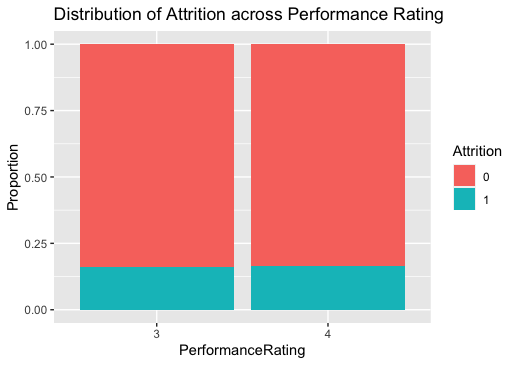 Distribution of Attrition across Performance Rating
1.00
0.75
0.50
0.25
0.00
Proportion
3
4
PerformanceRating
Attrition
0
1